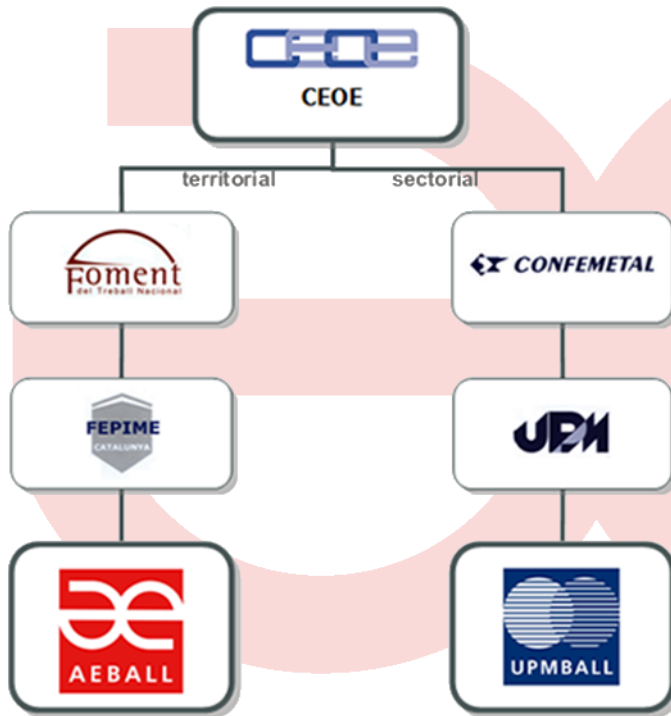 ceoe
CEOE
territorial
sectorial
Foment
del Treball Nacional
CONFEMETAL
FEPIME
CATALUNYA
UPM
AEBALL
UPMBALL